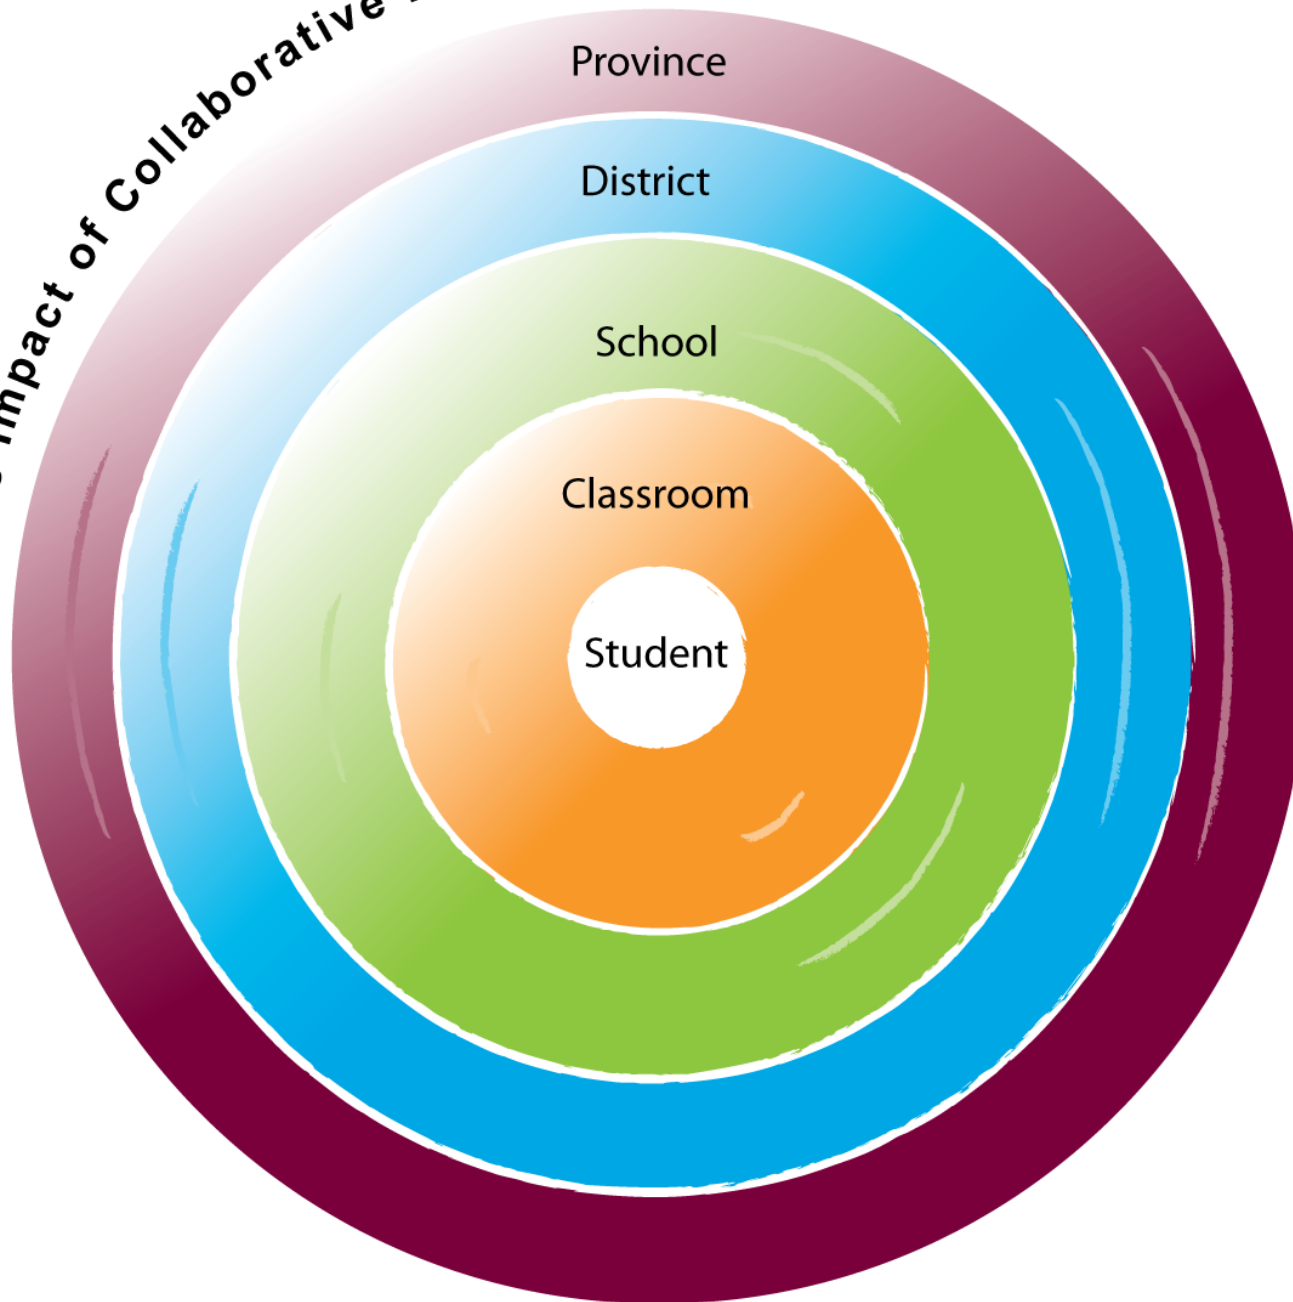 Impact of Collaborative
Province
District
School
Classroom
Student